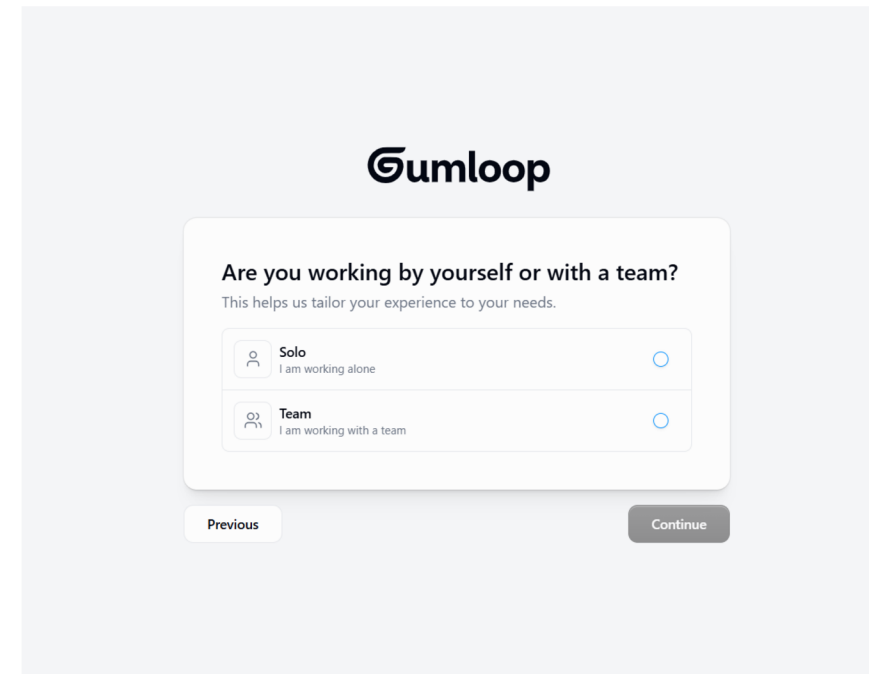 Gumloop
Are you working by yourself or with a team?
This helps us tailor your experience to your needs.
Solo
I am working alone
Team
I am working with a team
Previous
Continue